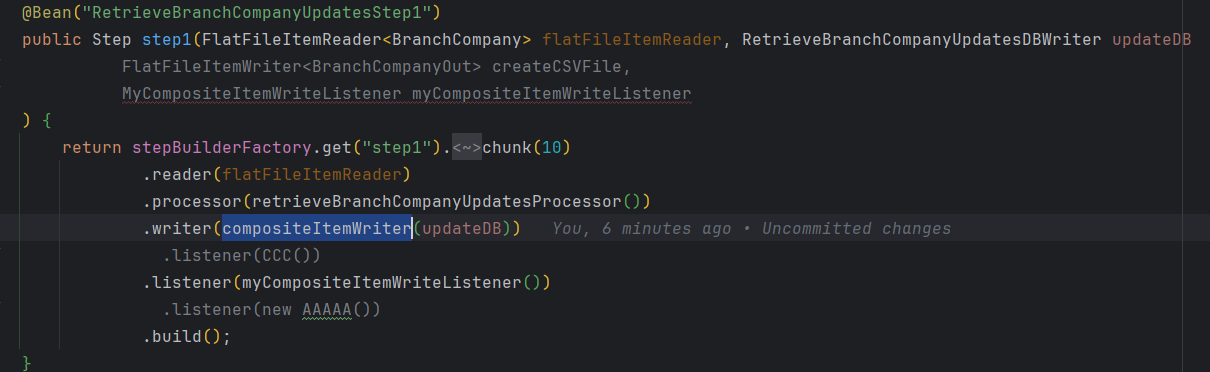 @Bean("RetrieveBranchCompanyUpdatesStep1")
public Step step1(FlatFileItemReader<BranchCompany> flatFileItemReader, RetrieveBranchCompanyUpdatesDBWriter updateDB
FlatFileItemWriter<BranchCompanyOut> createCSVFile,
MyCompositeItemWriteListener myCompositeItemWriteListener
) {
return stepBuilderFactory.get("step1").<~>chunk(10)
.reader(flatFileItemReader)
.processor(retrieveBranchCompanyUpdatesProcessor())
.writer(compositeItemWriter(updateDB)) You, 6 minutes ago • Uncommitted changes
.listener(CCC())
.listener(myCompositeItemWriteListener())
.listener(new AAAAA())
.build();
}